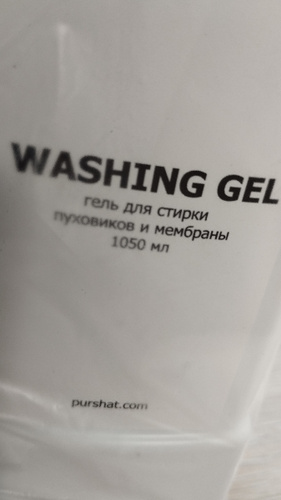 WASHING GEL
гель для стирки
пуховиков и мембраны
1050 мл
purshat.com